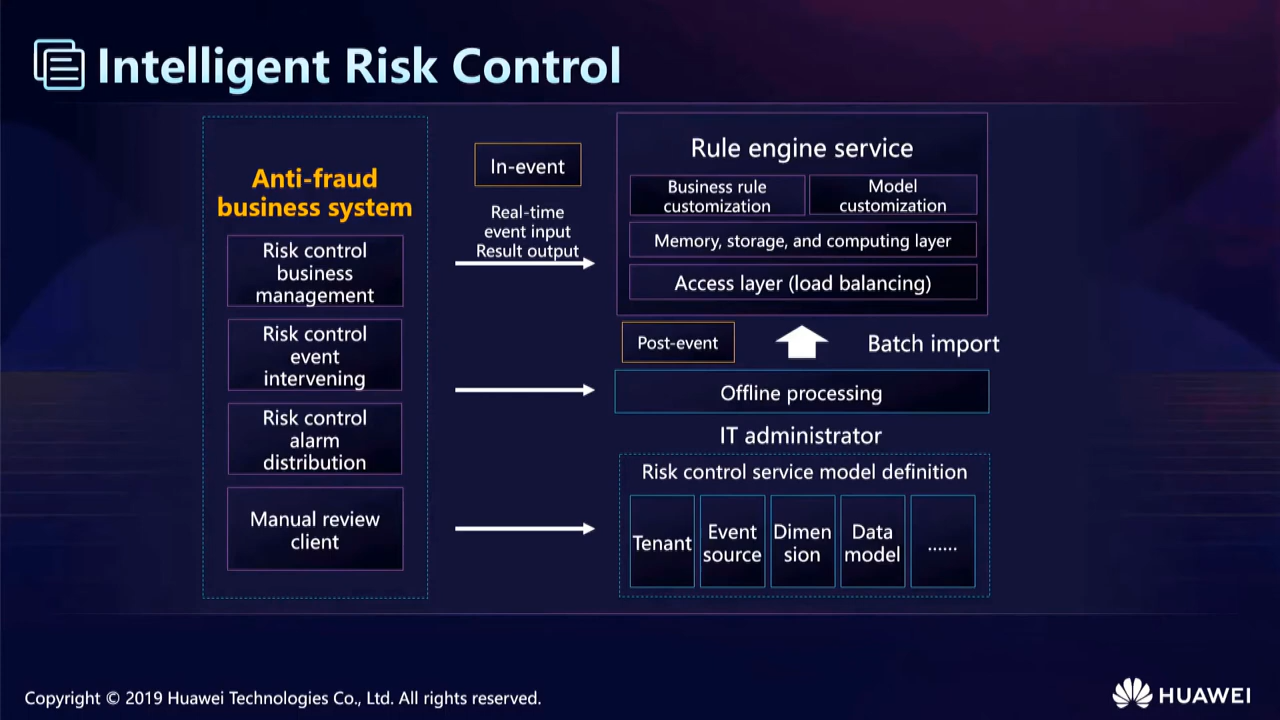 Intelligent Risk Control
Anti-fraud
business system
Risk control
business
management
Risk control
event
intervening
Risk control
alarm
distribution
Manual review
client
In-event
Real-time
event input
Result output
Rule engine service
Business rule
customization
Model
customization
Memory, storage, and computing layer
Access layer (load balancing)
Post-event
Batch import
Offline processing
IT administrator
Risk control service model definition
Tenant
Event
source
Dimen
sion
Data
model
......
Copyright © 2019 Huawei Technologies Co., Ltd. All rights reserved.
HUAWEI